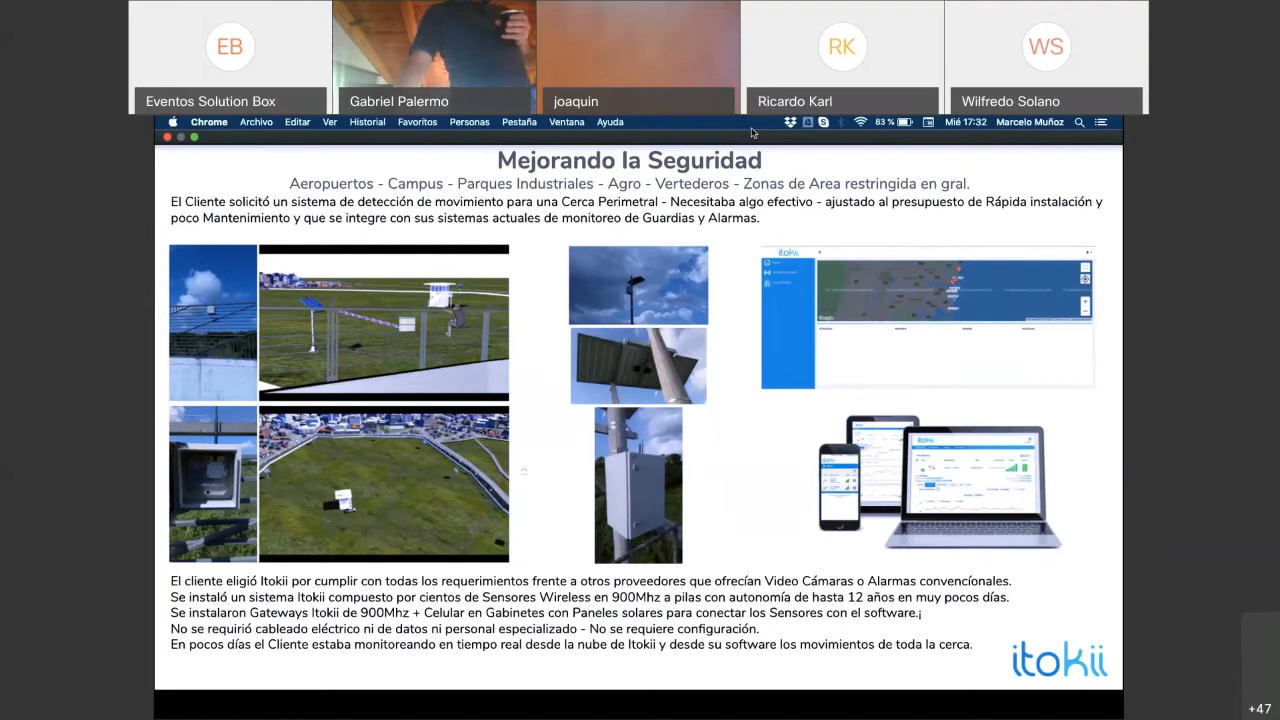 EB
RK
WS
Eventos Solution Box
Gabriel Palermo
joaquin
Ricardo Karl
Wilfredo Solano
Chrome Archivo Editar Ver Historial Favoritos Personas Pestaña Ventana Ayuda 83 % Mié 17:32 Marcelo Muñoz
Mejorando la Seguridad
Aeropuertos - Campus - Parques Industriales - Agro - Vertederos - Zonas de Area restringida en gral.
El Cliente solicitó un sistema de detección de movimiento para una Cerca Perimetral - Necesitaba algo efectivo - ajustado al presupuesto de Rápida instalación y
poco Mantenimiento y que se integre con sus sistemas actuales de monitoreo de Guardias y Alarmas.
itokii
itokii
El cliente eligió Itokii por cumplir con todas los requerimientos frente a otros proveedores que ofrecían Video Cámaras o Alarmas convencíonales.
Se instaló un sistema Itokii compuesto por cientos de Sensores Wireless en 900Mhz a pilas con autonomía de hasta 12 años en muy pocos días.
Se instalaron Gateways Itokii de 900Mhz + Celular en Gabinetes con Paneles solares para conectar los Sensores con el software.¡
No se requirió cableado eléctrico ni de datos ni personal especializado - No se requiere configuración.
En pocos días el Cliente estaba monitoreando en tiempo real desde la nube de Itokii y desde su software los movimientos de toda la cerca.
itokii
+47